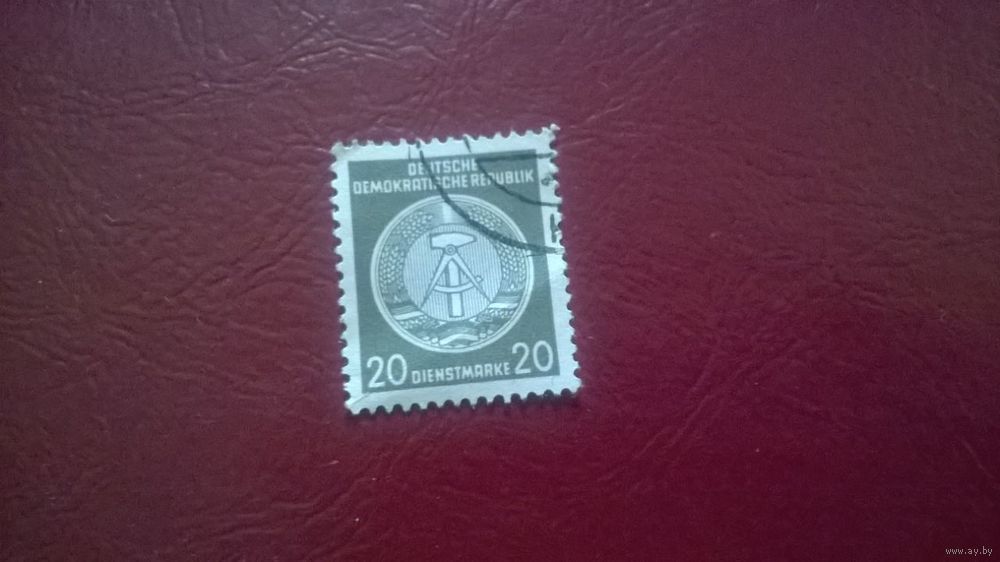 DEUTSCHE
DEMOKRATISCHE REPUBLIK
20 DIENSTMARKE 20
www.ay.by